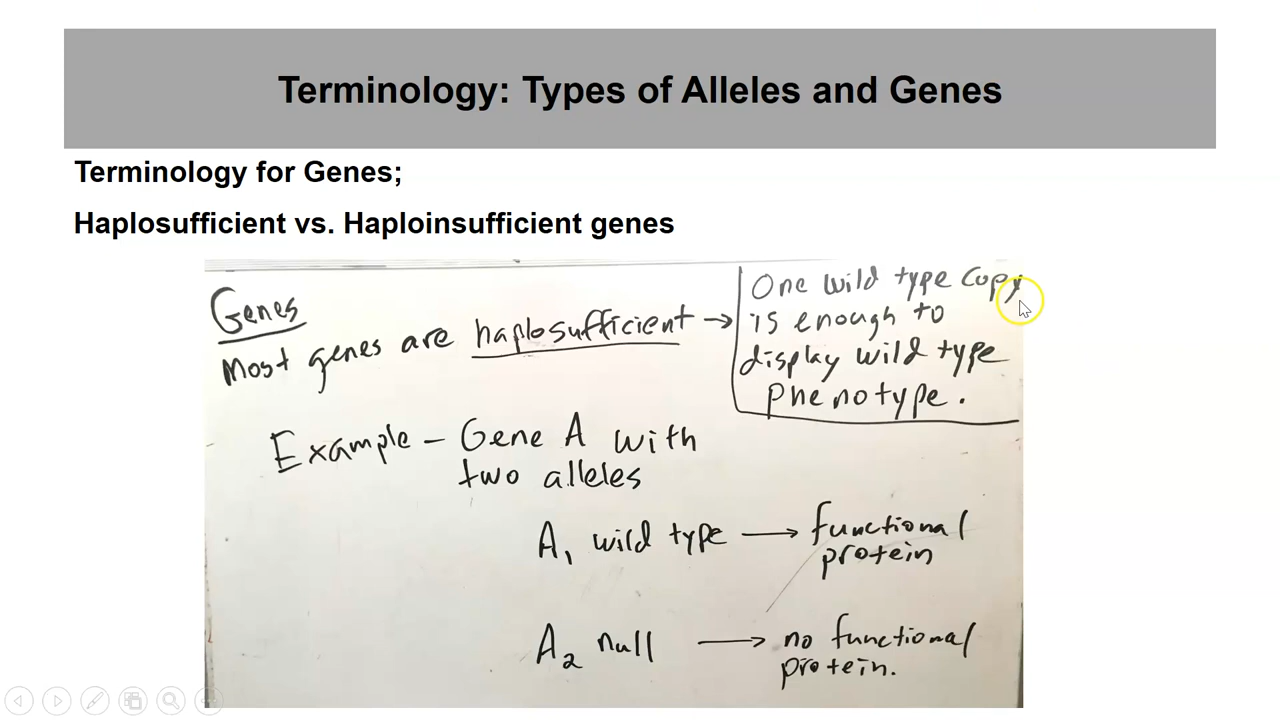 Terminology: Types of Alleles and Genes
Terminology for Genes;
Haplosufficient vs. Haploinsufficient genes
Genes
Most genes are haplosufficient →
One wild type Copy
is enough to
display wild type
Phenotype.
Example - Gene A with
two alleles
A1 wild type → functional
protein
A2 null → no functional
protein.